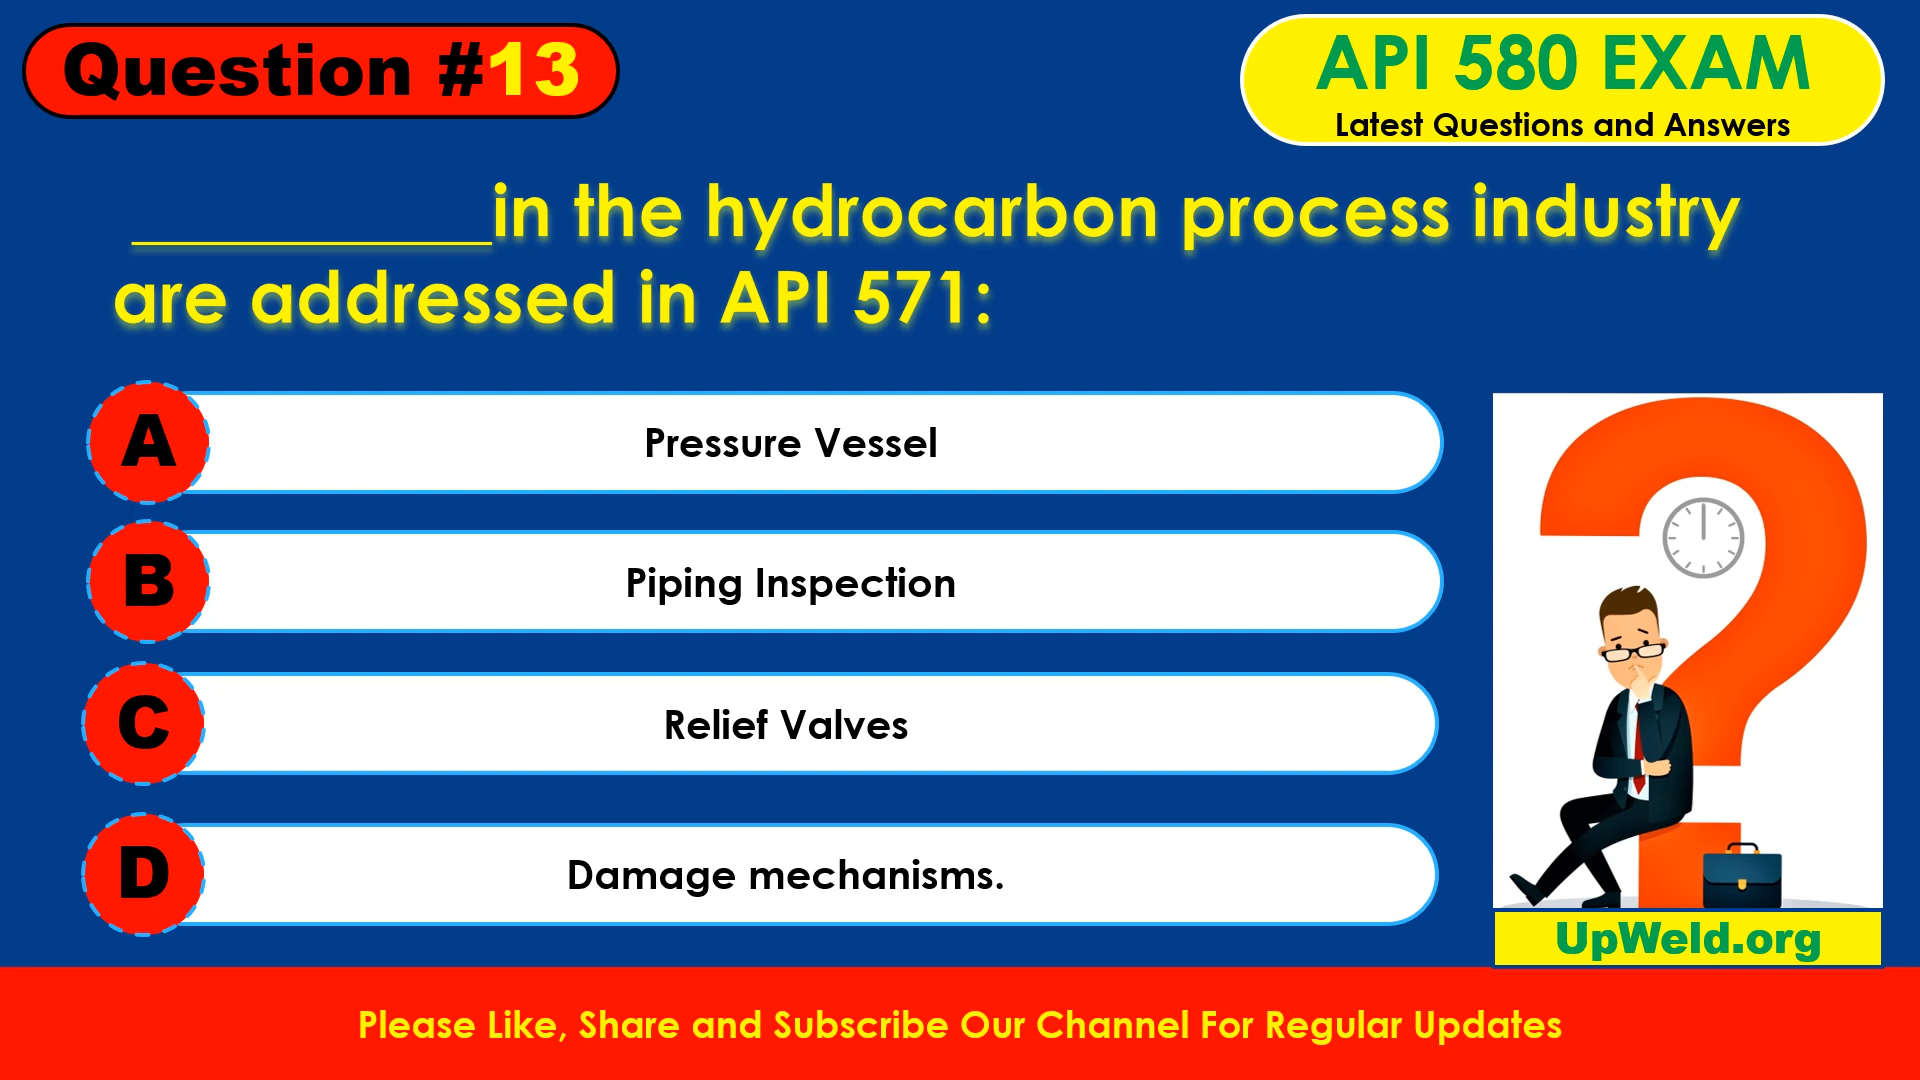 Question #13
API 580 EXAM
Latest Questions and Answers
__________in the hydrocarbon process industry
are addressed in API 571:
A
Pressure Vessel
B
Piping Inspection
C
Relief Valves
D
Damage mechanisms.
UpWeld.org
Please Like, Share and Subscribe Our Channel For Regular Updates